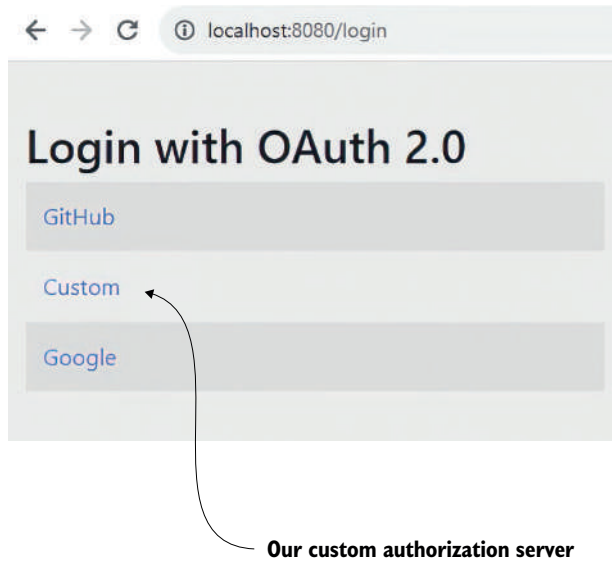 localhost:8080/login
Login with OAuth 2.0
GitHub
Custom
Google
Our custom authorization server